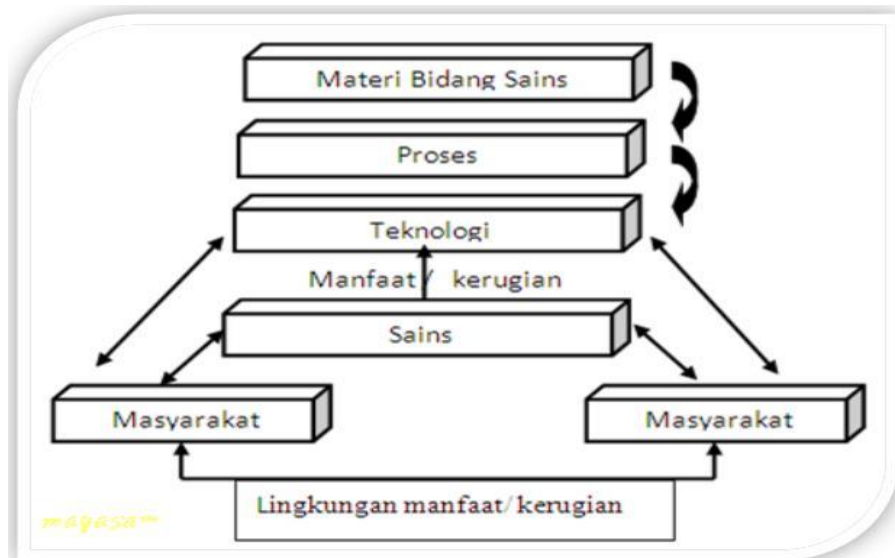 Materi Bidang Sains
Proses
Teknologi
Manfaat / kerugian
Sains
Masyarakat
Masyarakat
Lingkungan manfaat/kerugian